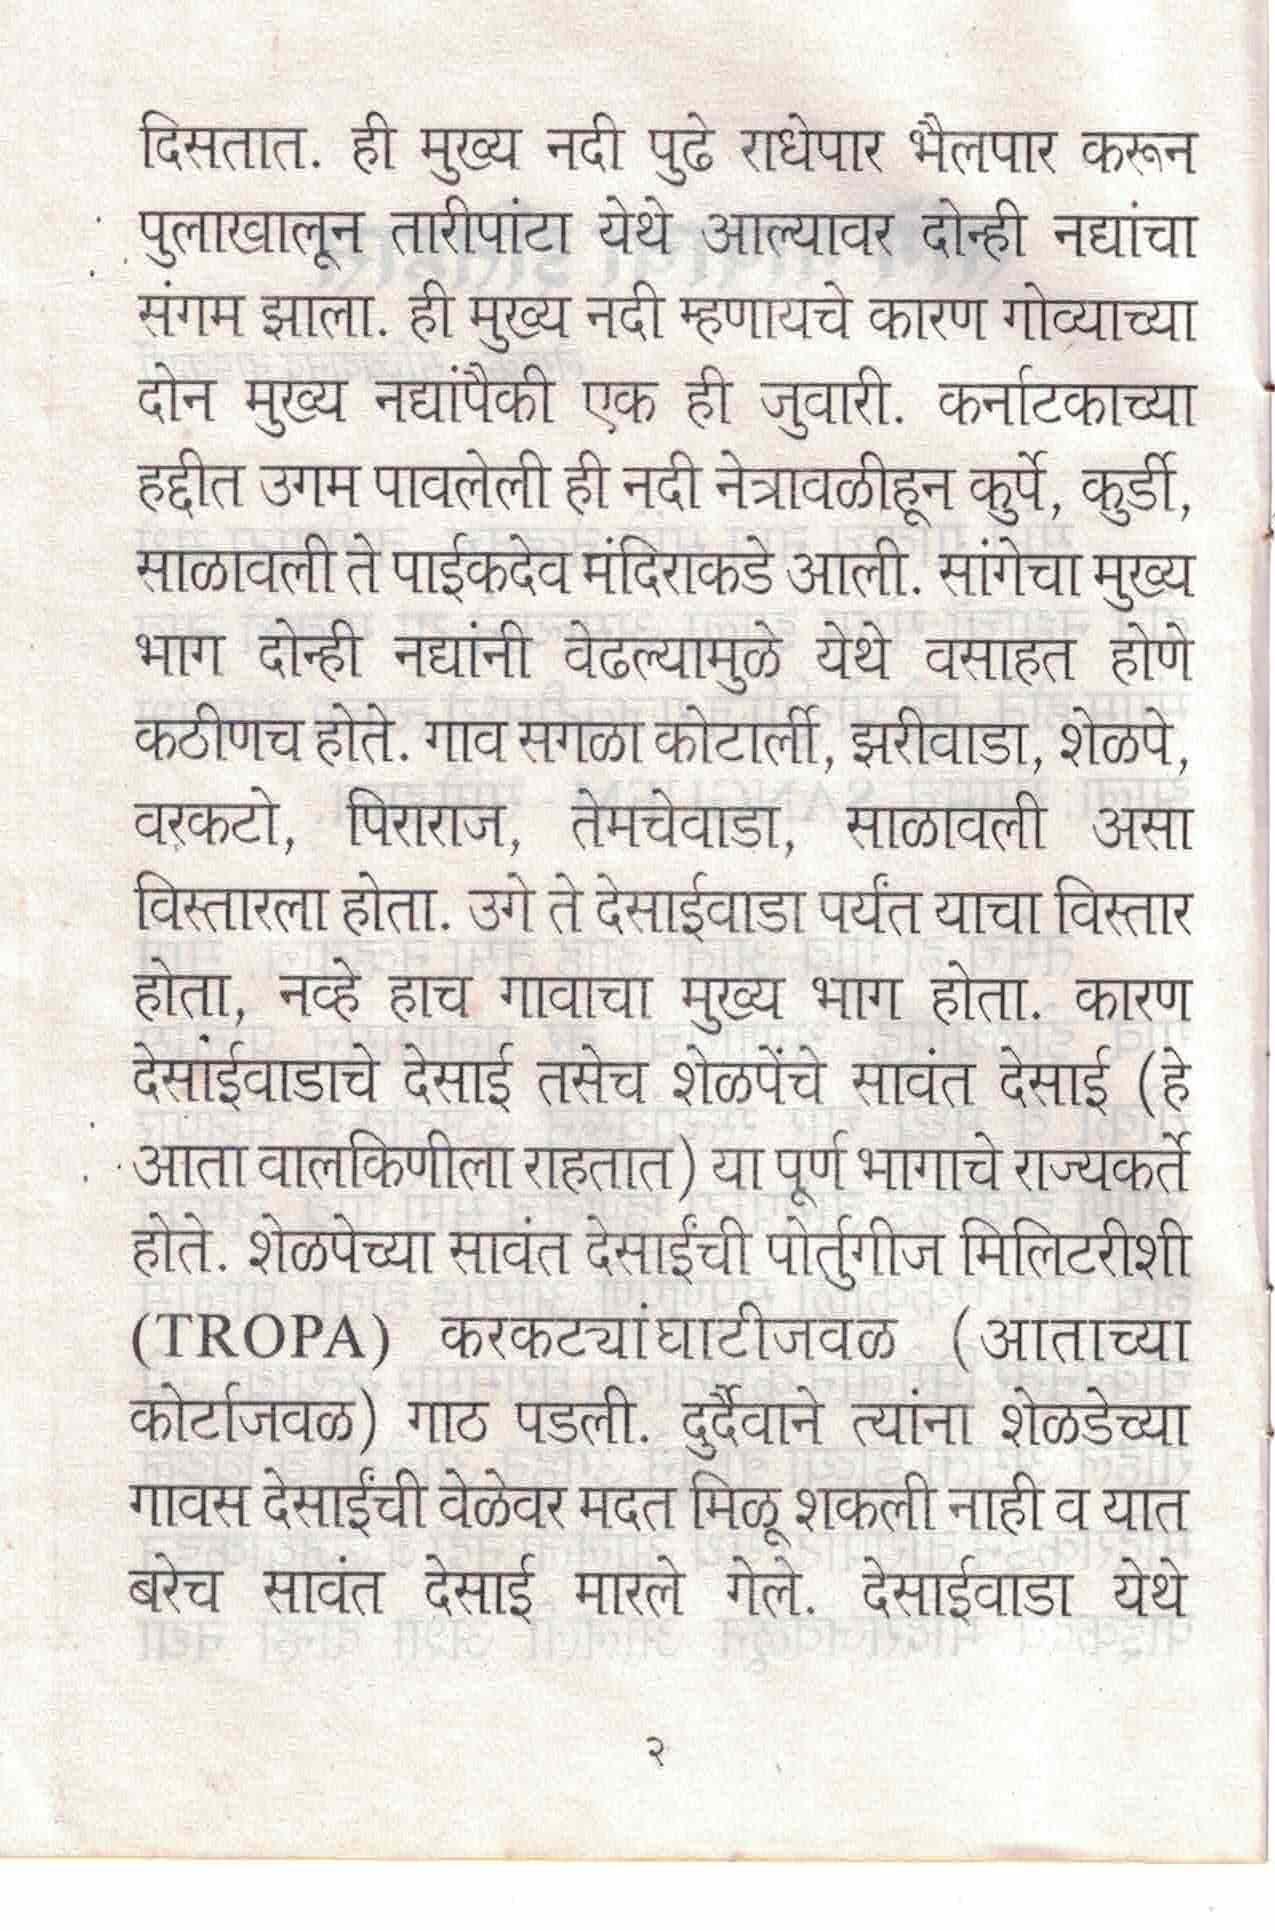 दिसतात. ही मुख्य नदी पुढे राधेपार भैलपार करून
पुलाखालून तारीपांटा येथे आल्यावर दोन्ही नद्यांचा
संगम झाला. ही मुख्य नदी म्हणायचे कारण गोव्याच्या
दोन मुख्य नद्यांपैकी एक ही जुवारी. कर्नाटकाच्या
हद्दीत उगम पावलेली ही नदी नेत्रावळीहून कुर्पे, कुर्डी,
साळावली ते पाईकदेव मंदिराकडे आली. सांगेचा मुख्य
भाग दोन्ही नद्यांनी वेढल्यामुळे येथे वसाहत होणे
कठीणच होते. गाव सगळा कोटार्ली, झरीवाडा, शेळपे,
वरकटो, पिराराज, तेमचेवाडा, साळावली असा
विस्तारला होता. उगे ते देसाईवाडा पर्यंत याचा विस्तार
होता, नव्हे हाच गावाचा मुख्य भाग होता. कारण
देसाईवाडाचे देसाई तसेच शेळपेंचे सावंत देसाई (हे
आता वालकिणीला राहतात) या पूर्ण भागाचे राज्यकर्ते
होते. शेळपेच्या सावंत देसाईंची पोर्तुगीज मिलिटरीशी
(TROPA) करकट्यांघाटीजवळ (आताच्या
कोर्टाजवळ) गाठ पडली. दुर्दैवाने त्यांना शेळडेच्या
गावस देसाईंची वेळेवर मदत मिळू शकली नाही व यात
बरेच सावंत देसाई मारले गेले. देसाईवाडा येथे
२